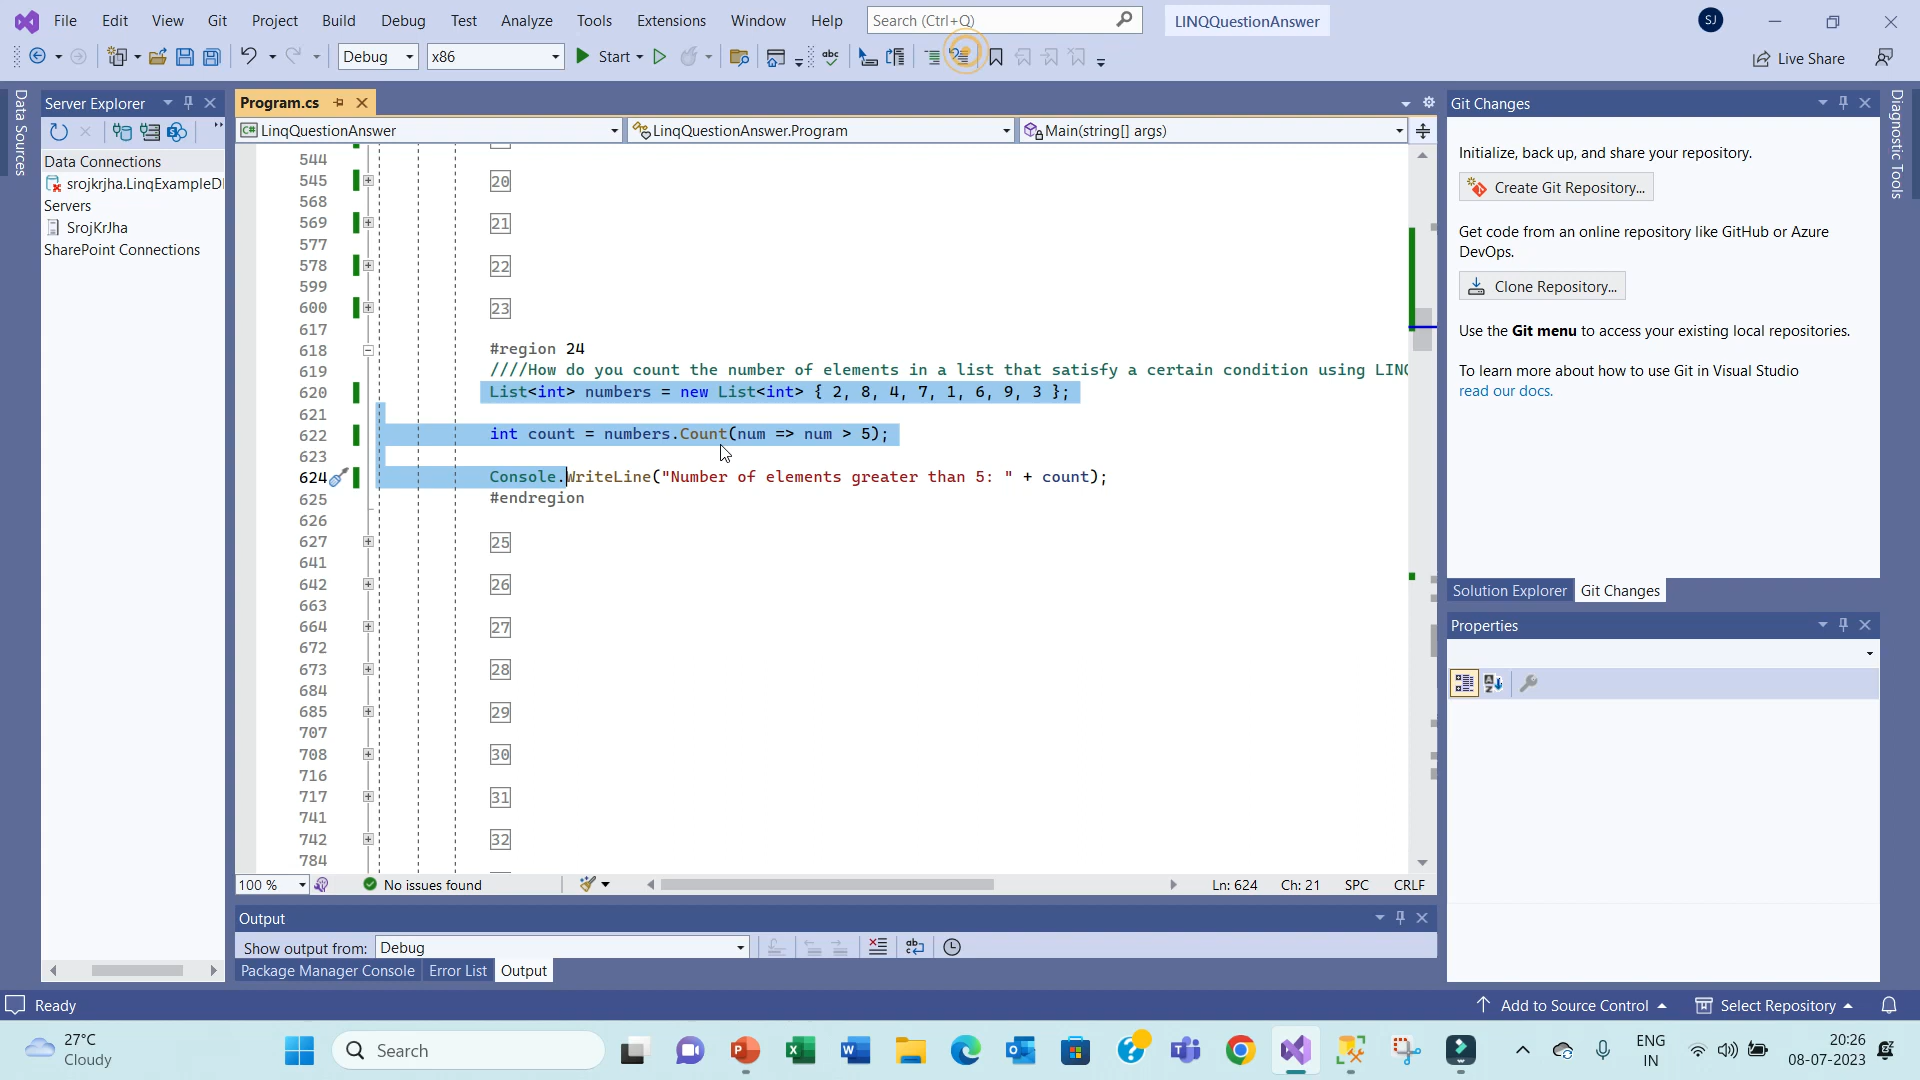 File Edit View Git Project Build Debug Test Analyze Tools Extensions Window Help Search (Ctrl+Q) LINQQuestionAnswer SJ
Debug x86 Start Live Share
Data Sources
Server Explorer
Data Connections
srojkrjha.LinqExampleD
Servers
SrojKrJha
SharePoint Connections
Program.cs
LinqQuestionAnswer LinqQuestionAnswer.Program Main(string[] args)
544
545 20
568
569 21
577
578 22
599
600 23
617
618 #region 24
619 ////How do you count the number of elements in a list that satisfy a certain condition using LINQ
620 List<int> numbers = new List<int> { 2, 8, 4, 7, 1, 6, 9, 3 };
621
622 int count = numbers.Count(num => num > 5);
623
624 Console.WriteLine("Number of elements greater than 5: " + count);
625 #endregion
626
627 25
641
642 26
663
664 27
672
673 28
684
685 29
707
708 30
716
717 31
741
742 32
784
100 % No issues found Ln: 624 Ch: 21 SPC CRLF
Output
Show output from: Debug
Package Manager Console Error List Output
Git Changes
Initialize, back up, and share your repository.
Create Git Repository...
Get code from an online repository like GitHub or Azure
DevOps.
Clone Repository...
Use the Git menu to access your existing local repositories.
To learn more about how to use Git in Visual Studio
read our docs.
Solution Explorer Git Changes
Properties
Diagnostic Tools
Ready Add to Source Control Select Repository
27°C
Cloudy
Search
ENG
IN
20:26
08-07-2023